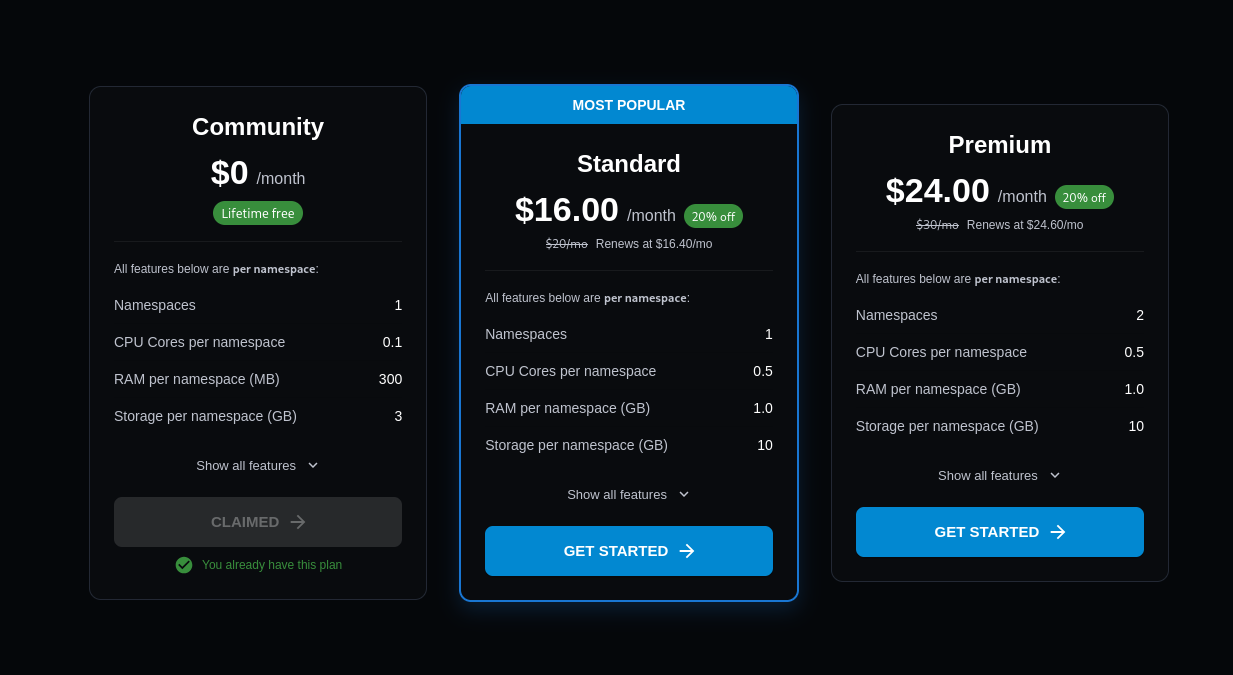 Community
$0 /month
Lifetime free
All features below are per namespace:
Namespaces 1
CPU Cores per namespace 0.1
RAM per namespace (MB) 300
Storage per namespace (GB) 3
Show all features
CLAIMED
You already have this plan
MOST POPULAR
Standard
$16.00 /month 20% off
$20/mo Renews at $16.40/mo
All features below are per namespace:
Namespaces 1
CPU Cores per namespace 0.5
RAM per namespace (GB) 1.0
Storage per namespace (GB) 10
Show all features
GET STARTED
Premium
$24.00 /month 20% off
$30/mo Renews at $24.60/mo
All features below are per namespace:
Namespaces 2
CPU Cores per namespace 0.5
RAM per namespace (GB) 1.0
Storage per namespace (GB) 10
Show all features
GET STARTED